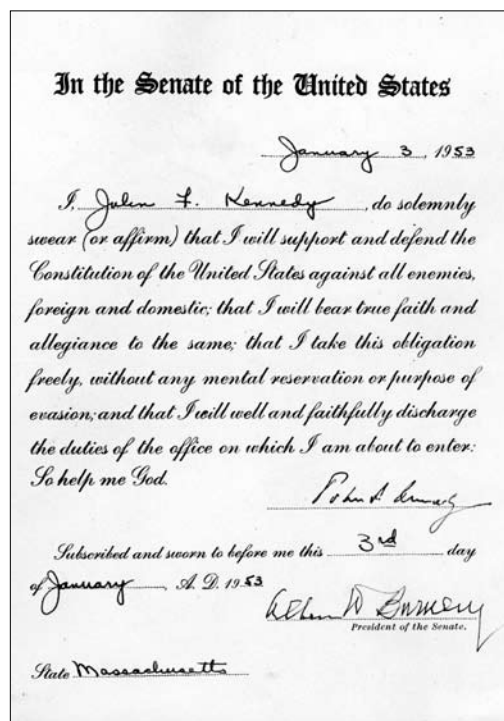 In the Senate of the United States
January 3, 1953
I, John F. Kennedy, do solemnly
swear (or affirm) that I will support and defend the
Constitution of the United States against all enemies,
foreign and domestic; that I will bear true faith and
allegiance to the same; that I take this obligation
freely, without any mental reservation or purpose of
evasion; and that I will well and faithfully discharge
the duties of the office on which I am about to enter:
So help me God.
Subscribed and sworn to before me this 3rd day
of January, A. D. 1953
President of the Senate.
State Massachusetts